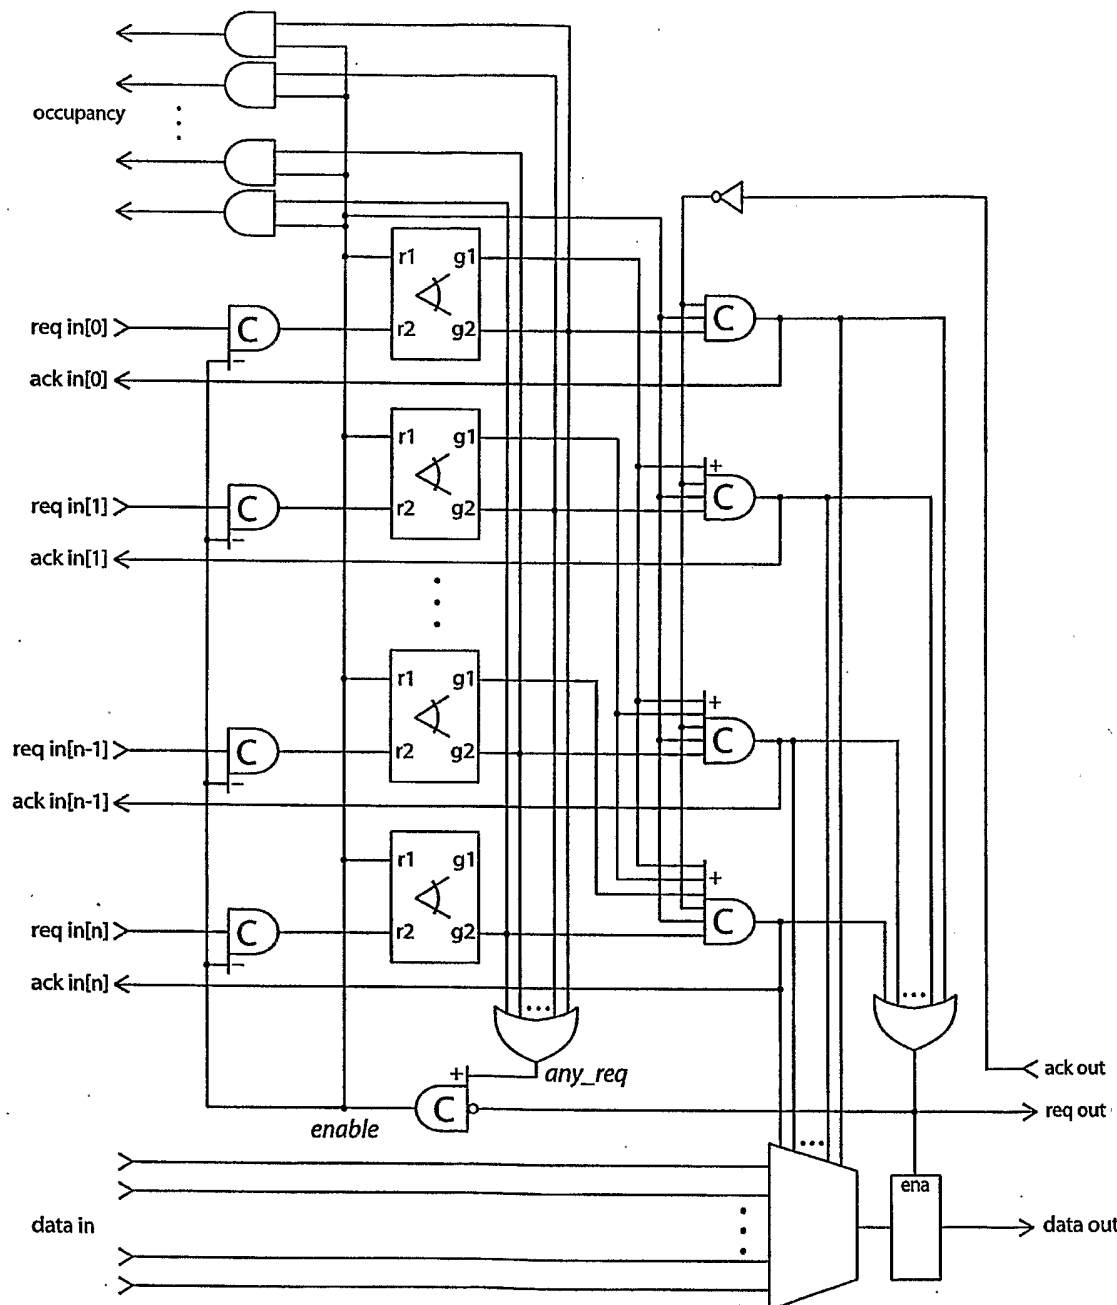 occupancy
r1 g1
req in[0] C r2 g2 C
ack in[0]
r1 g1
+
req in[1] C r2 g2 C
ack in[1]
r1 g1
+
req in[n-1] C r2 g2 C
ack in[n-1]
r1 g1
+
req in[n] C r2 g2 C
ack in[n]
+ any_req
ack out
C
req out
enable
ena
data in
data out